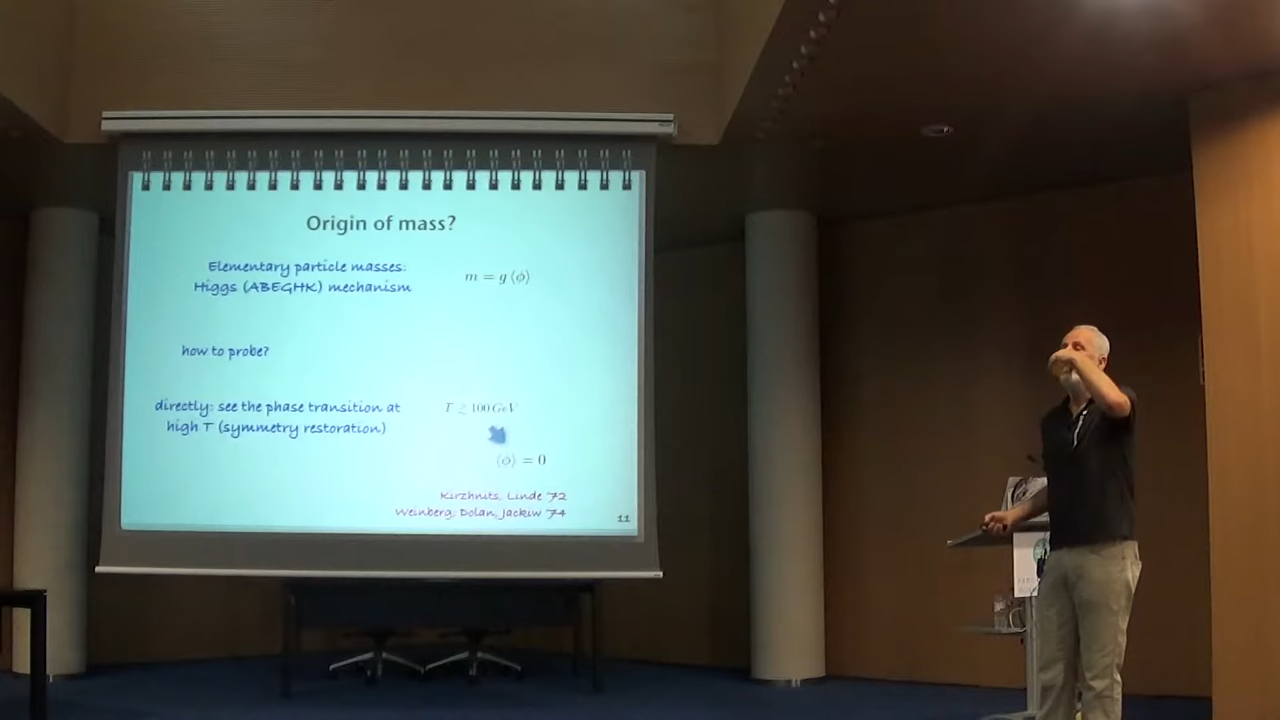 Origin of mass?
Elementary particle masses:
Higgs (ABEGHK) mechanism
m = g ⟨ϕ⟩
how to probe?
directly: see the phase transition at
high T (symmetry restoration)
T ≳ 100 GeV
⟨ϕ⟩ = 0
Kirzhnits, Linde '72
Weinberg; Dolan, Jackiw '74
11